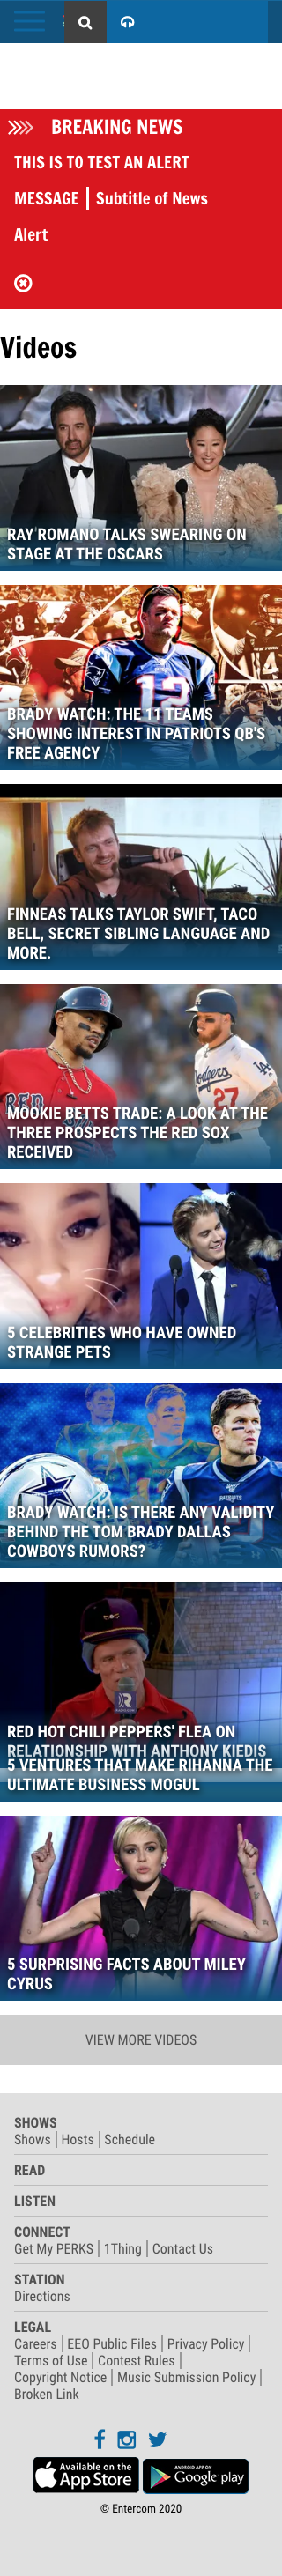 BREAKING NEWS
THIS IS TO TEST AN ALERT
MESSAGE | Subtitle of News
Alert
Videos
RAY ROMANO TALKS SWEARING ON
STAGE AT THE OSCARS
12
BRADY WATCH: THE 11 TEAMS
SHOWING INTEREST IN PATRIOTS QB'S
FREE AGENCY
FINNEAS TALKS TAYLOR SWIFT, TACO
BELL, SECRET SIBLING LANGUAGE AND
MORE.
RED
Dodgers
27
MOOKIE BETTS TRADE: A LOOK AT THE
THREE PROSPECTS THE RED SOX
RECEIVED
5 CELEBRITIES WHO HAVE OWNED
STRANGE PETS
PATRIOTS
BRADY WATCH: IS THERE ANY VALIDITY
BEHIND THE TOM BRADY DALLAS
COWBOYS RUMORS?
RED HOT CHILI PEPPERS' FLEA ON
RELATIONSHIP WITH ANTHONY KIEDIS
5 VENTURES THAT MAKE RIHANNA THE
ULTIMATE BUSINESS MOGUL
5 SURPRISING FACTS ABOUT MILEY
CYRUS
VIEW MORE VIDEOS
SHOWS
Shows | Hosts | Schedule
READ
LISTEN
CONNECT
Get My PERKS | 1Thing | Contact Us
STATION
Directions
LEGAL
Careers | EEO Public Files | Privacy Policy |
Terms of Use | Contest Rules |
Copyright Notice | Music Submission Policy |
Broken Link
Available on the
App Store
ANDROID APP ON
Google play
© Entercom 2020